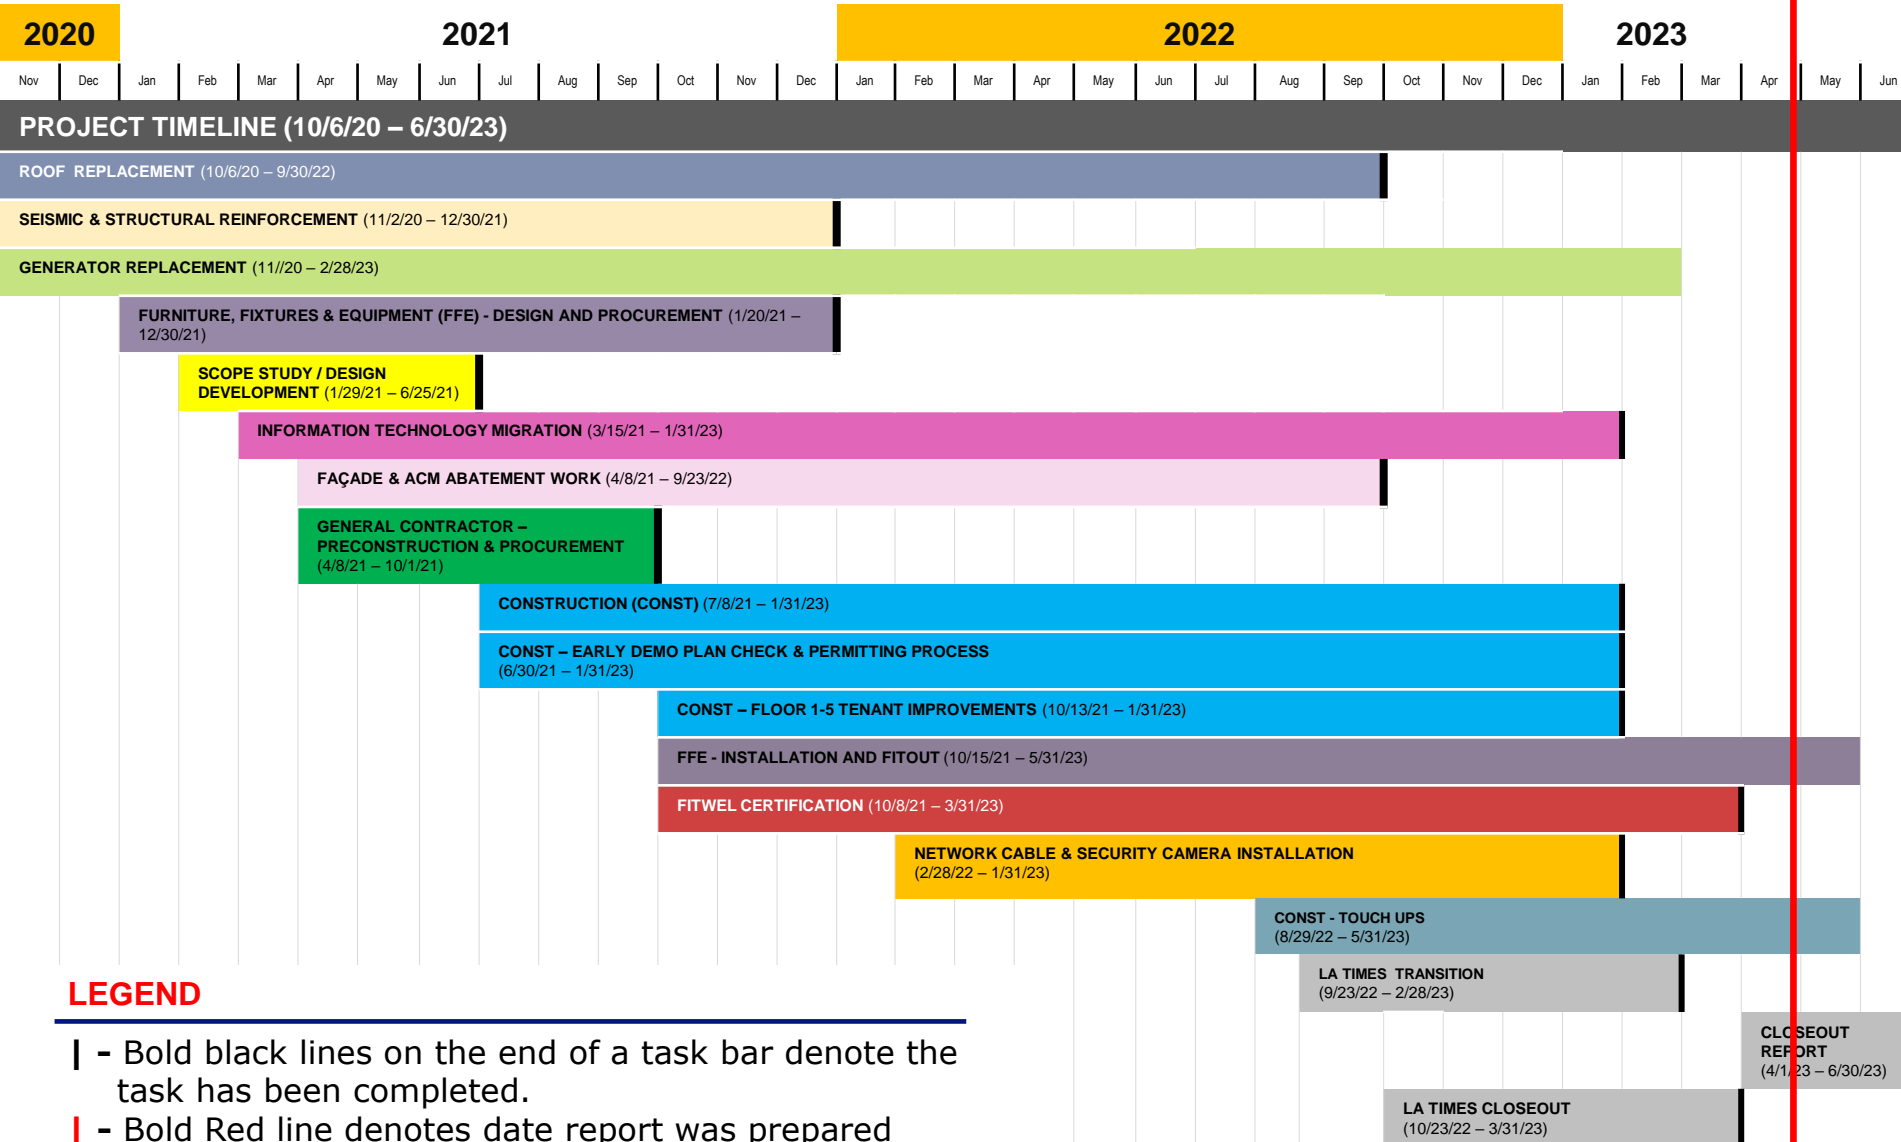 2020 2021 2022 2023
Nov Dec Jan Feb Mar Apr May Jun Jul Aug Sep Oct Nov Dec Jan Feb Mar Apr May Jun Jul Aug Sep Oct Nov Dec Jan Feb Mar Apr May Jun
PROJECT TIMELINE (10/6/20 – 6/30/23)
ROOF REPLACEMENT (10/6/20 – 9/30/22)
SEISMIC & STRUCTURAL REINFORCEMENT (11/2/20 – 12/30/21)
GENERATOR REPLACEMENT (11//20 – 2/28/23)
FURNITURE, FIXTURES & EQUIPMENT (FFE) - DESIGN AND PROCUREMENT (1/20/21 –
12/30/21)
SCOPE STUDY / DESIGN
DEVELOPMENT (1/29/21 – 6/25/21)
INFORMATION TECHNOLOGY MIGRATION (3/15/21 – 1/31/23)
FAÇADE & ACM ABATEMENT WORK (4/8/21 – 9/23/22)
GENERAL CONTRACTOR –
PRECONSTRUCTION & PROCUREMENT
(4/8/21 – 10/1/21)
CONSTRUCTION (CONST) (7/8/21 – 1/31/23)
CONST – EARLY DEMO PLAN CHECK & PERMITTING PROCESS
(6/30/21 – 1/31/23)
CONST – FLOOR 1-5 TENANT IMPROVEMENTS (10/13/21 – 1/31/23)
FFE - INSTALLATION AND FITOUT (10/15/21 – 5/31/23)
FITWEL CERTIFICATION (10/8/21 – 3/31/23)
NETWORK CABLE & SECURITY CAMERA INSTALLATION
(2/28/22 – 1/31/23)
CONST - TOUCH UPS
(8/29/22 – 5/31/23)
LA TIMES TRANSITION
(9/23/22 – 2/28/23)
CLOSEOUT
REPORT
(4/1/23 – 6/30/23)
LA TIMES CLOSEOUT
(10/23/22 – 3/31/23)
LEGEND
| - Bold black lines on the end of a task bar denote the
task has been completed.
| - Bold Red line denotes date report was prepared